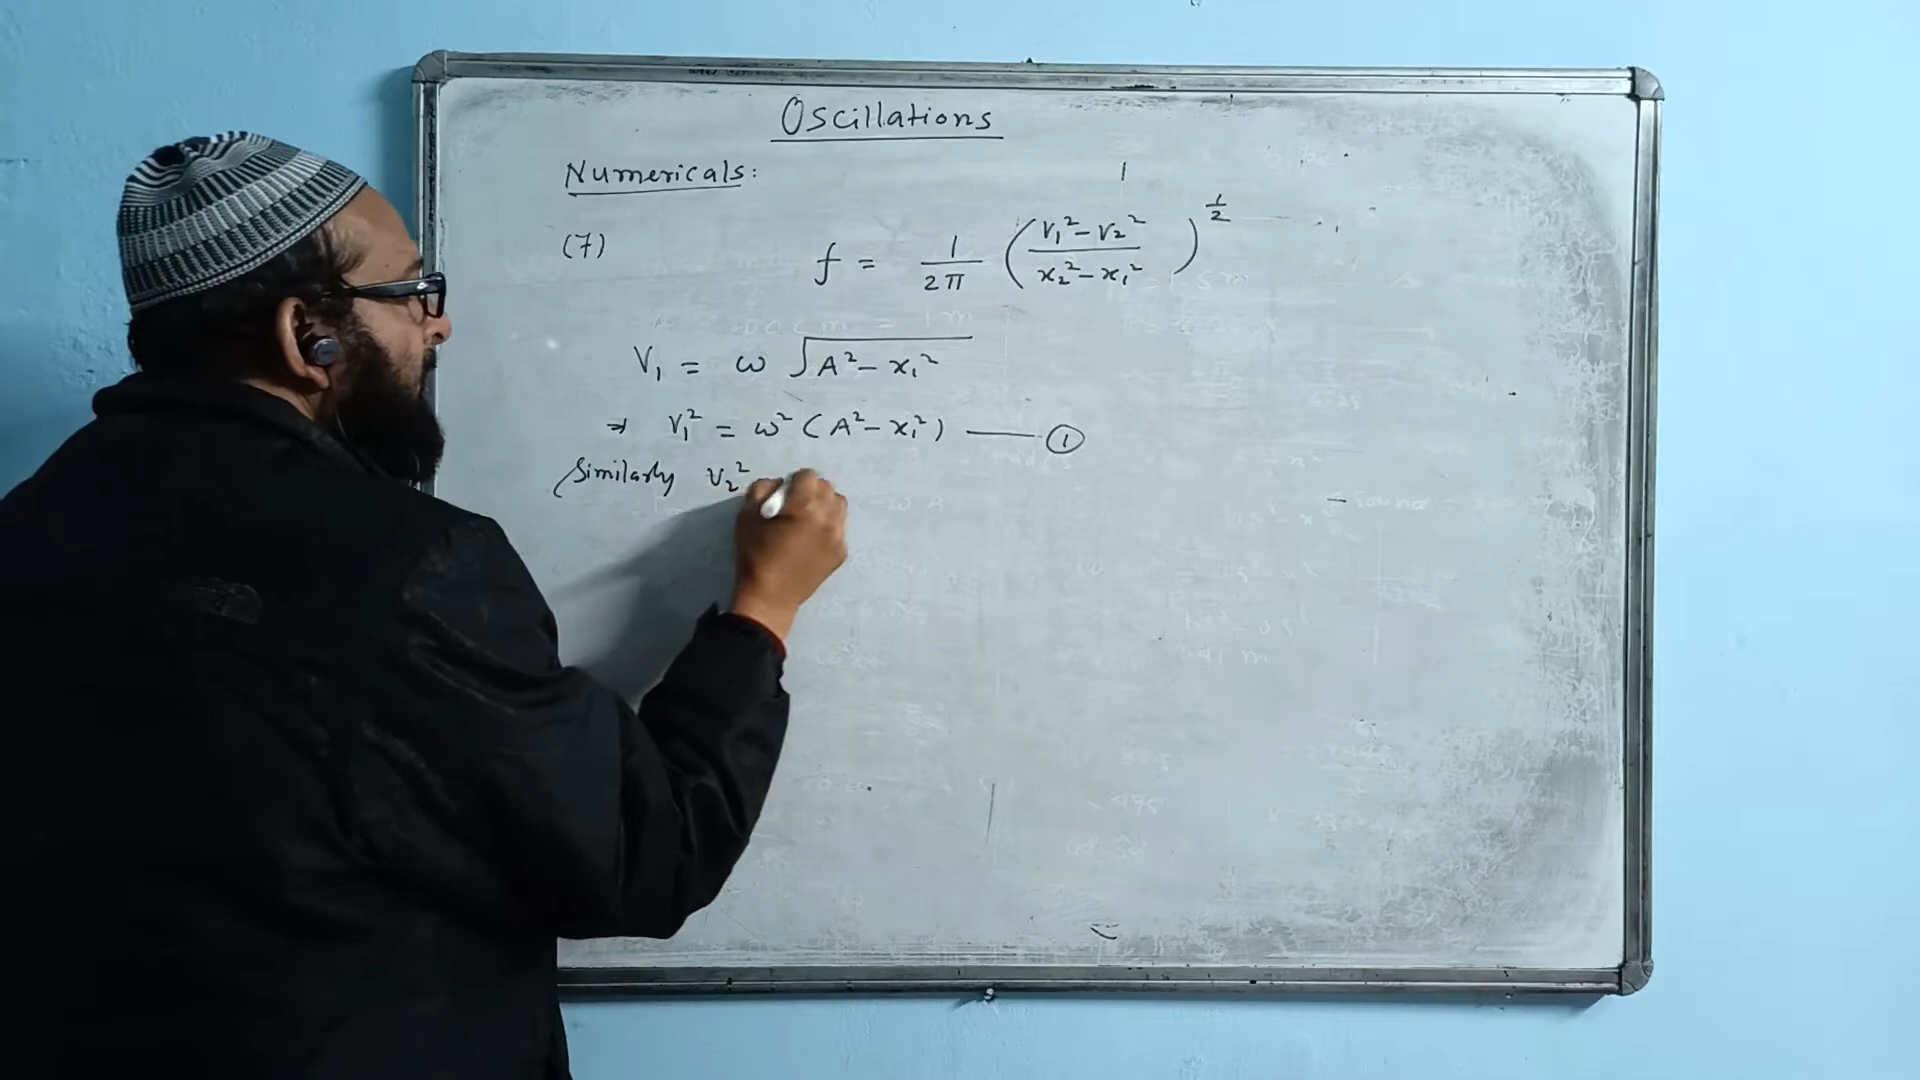 Oscillations
Numericals:
(7) f = 1/2π ((v₁² - v₂²)/(x₂² - x₁²))^(1/2)
V₁ = ω √(A² - x₁²)
⇒ V₁² = ω² (A² - x₁²) —— ①
Similarly v₂²